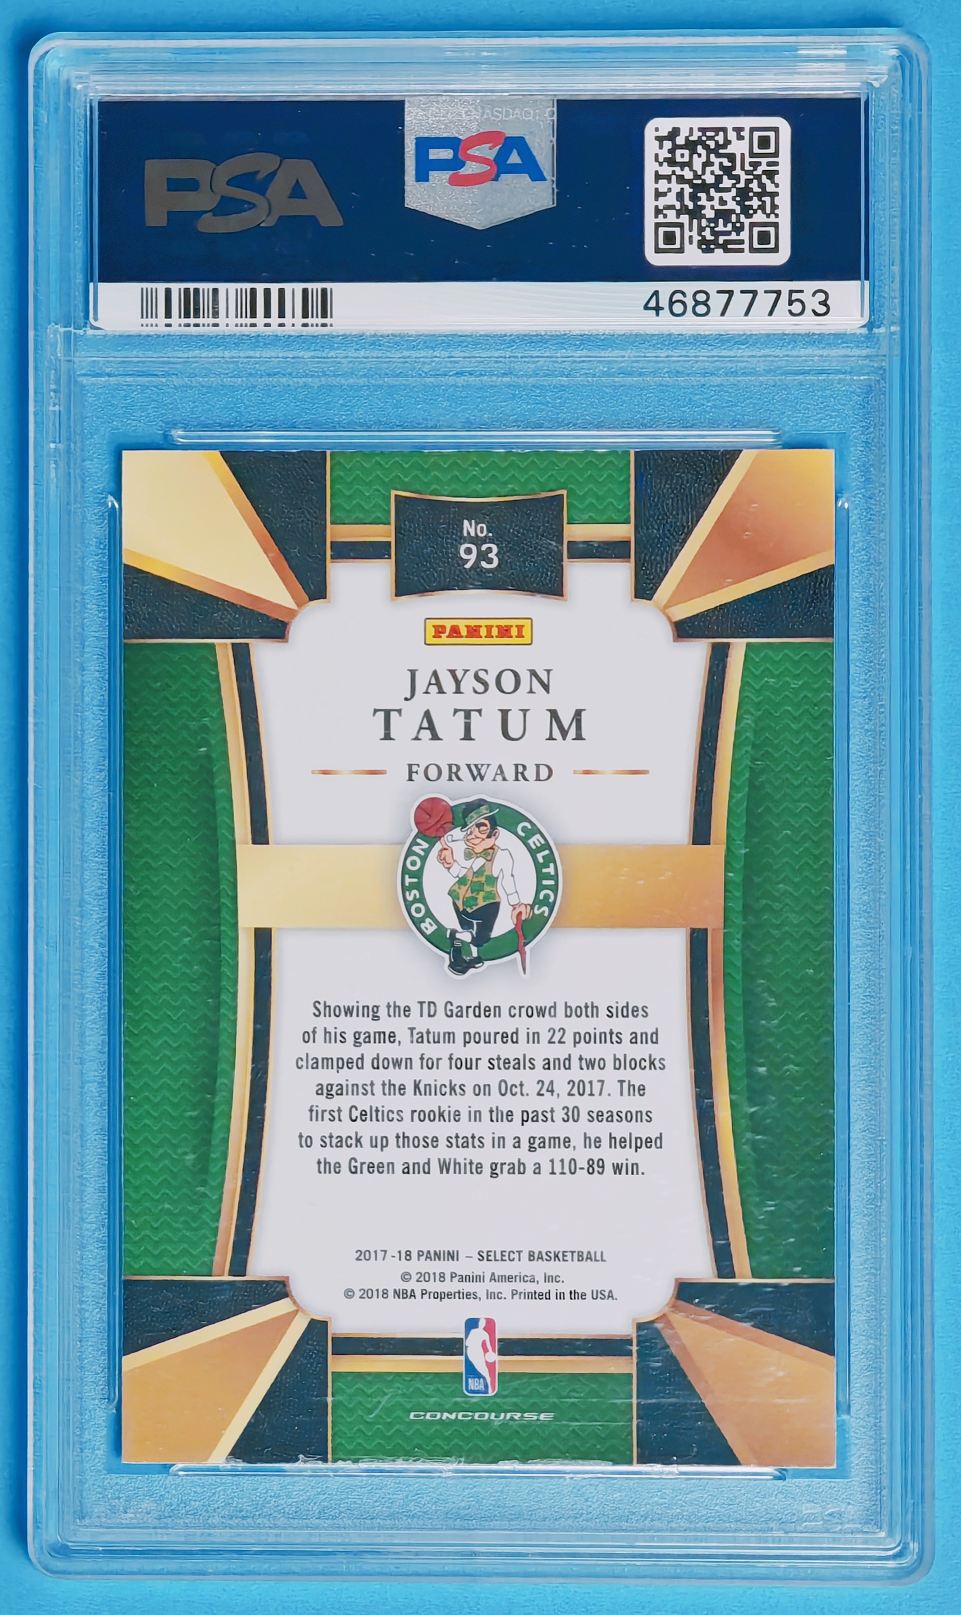 NASDAQ:
PSA
PSA
46877753
No.
93
PANINI
JAYSON
TATUM
FORWARD
BOSTON CELTICS
Showing the TD Garden crowd both sides
of his game, Tatum poured in 22 points and
clamped down for four steals and two blocks
against the Knicks on Oct. 24, 2017. The
first Celtics rookie in the past 30 seasons
to stack up those stats in a game, he helped
the Green and White grab a 110-89 win.
2017-18 PANINI – SELECT BASKETBALL
© 2018 Panini America, Inc.
© 2018 NBA Properties, Inc. Printed in the USA.
NBA
CONCOURSE